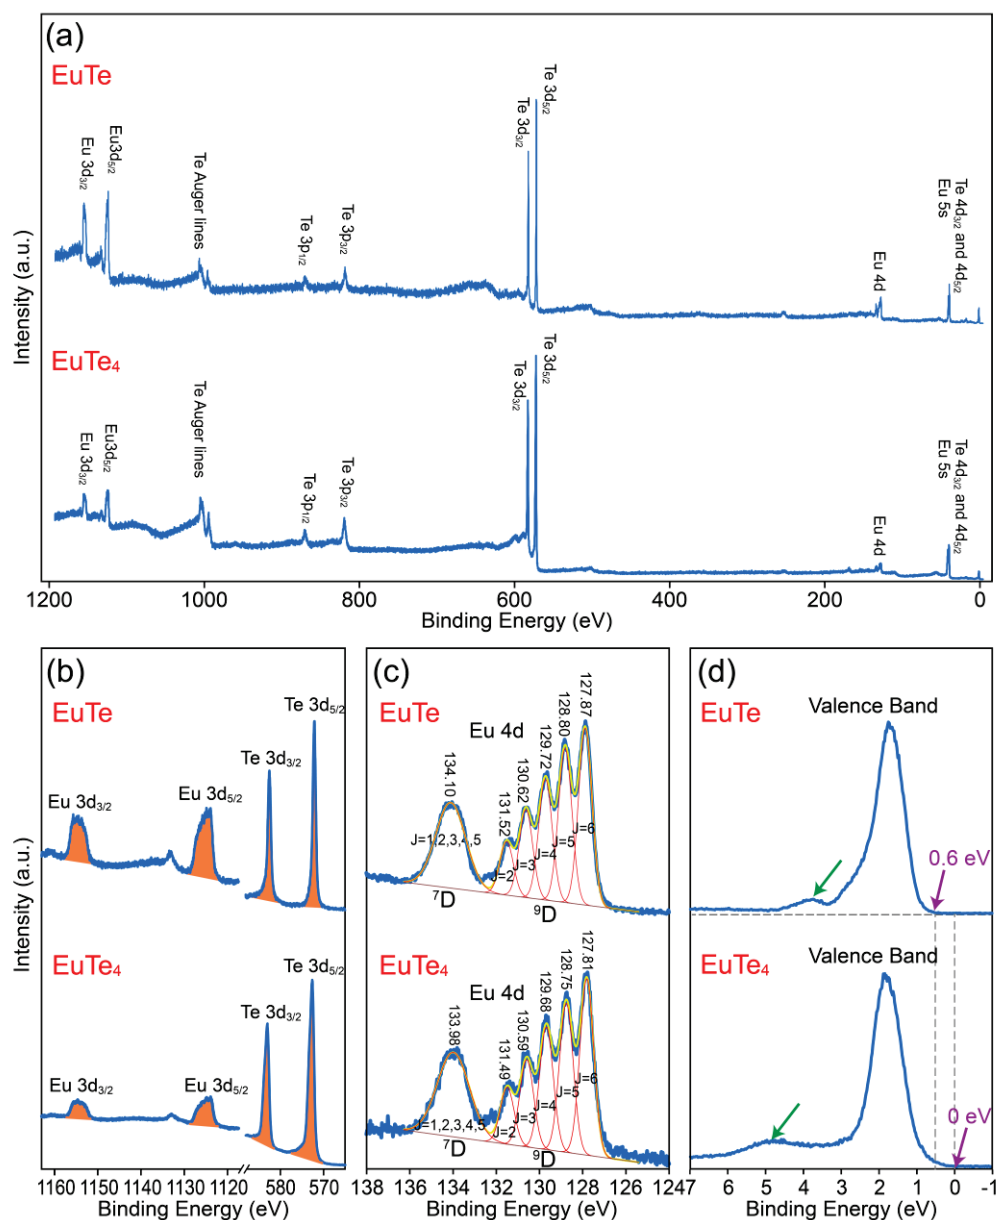 (a)
EuTe
Eu 3d3/2
Eu3d5/2
Te Auger lines
Te 3p1/2
Te 3p3/2
Te 3d3/2
Te 3d5/2
Eu 4d
Eu 5s
Te 4d3/2 and 4d5/2
EuTe4
Eu 3d3/2
Eu3d5/2
Te Auger lines
Te 3p1/2
Te 3p3/2
Te 3d3/2
Te 3d5/2
Eu 4d
Eu 5s
Te 4d3/2 and 4d5/2
Intensity (a.u.)
1200 1000 800 600 400 200 0
Binding Energy (eV)
(b)
EuTe
Te 3d5/2
Te 3d3/2
Eu 3d3/2
Eu 3d5/2
EuTe4
Te 3d5/2
Te 3d3/2
Eu 3d3/2
Eu 3d5/2
Intensity (a.u.)
1160 1150 1140 1130 1120 580 570
Binding Energy (eV)
(c)
EuTe
Eu 4d
134.10
131.52
130.62
129.72
128.80
127.87
J=1,2,3,4,5
J=2
J=3
J=4
J=5
J=6
7D
9D
EuTe4
Eu 4d
133.98
131.49
130.59
129.68
128.75
127.81
J=1,2,3,4,5
J=2
J=3
J=4
J=5
J=6
7D
9D
138 136 134 132 130 128 126 124
Binding Energy (eV)
(d)
EuTe
Valence Band
0.6 eV
EuTe4
Valence Band
0 eV
7 6 5 4 3 2 1 0 -1
Binding Energy (eV)